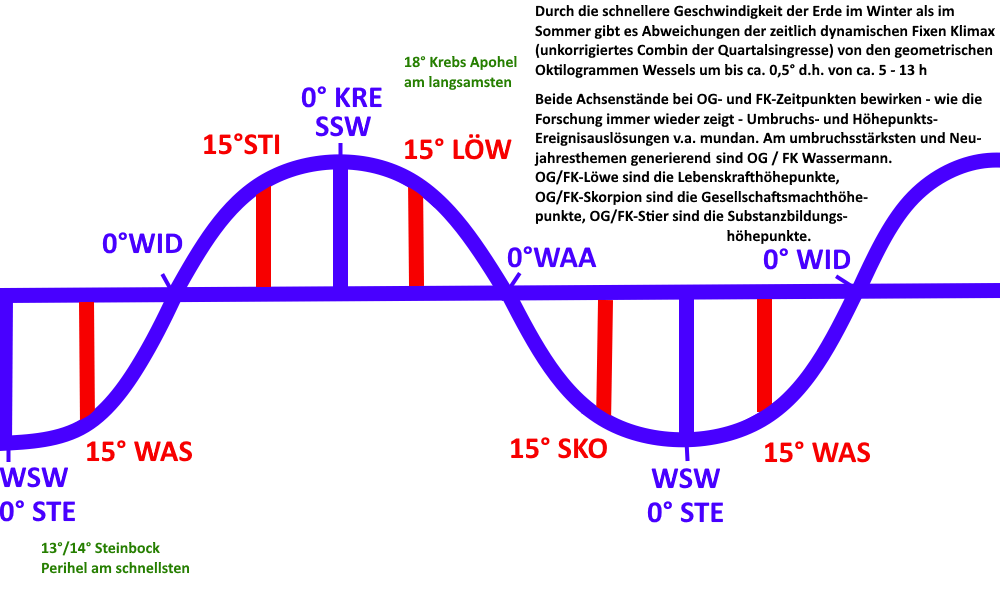 Durch die schnellere Geschwindigkeit der Erde im Winter als im
Sommer gibt es Abweichungen der zeitlich dynamischen Fixen Klimax
(unkorrigiertes Combin der Quartalsingresse) von den geometrischen
Oktilogrammen Wessels um bis ca. 0,5° d.h. von ca. 5 - 13 h
Beide Achsenstände bei OG- und FK-Zeitpunkten bewirken - wie die
Forschung immer wieder zeigt - Umbruchs- und Höhepunkts-
Ereignisauslösungen v.a. mundan. Am umbruchsstärksten und Neu-
jahresthemen generierend sind OG / FK Wassermann.
OG/FK-Löwe sind die Lebenskrafthöhepunkte,
OG/FK-Skorpion sind die Gesellschaftsmachthöhe-
punkte, OG/FK-Stier sind die Substanzbildungs-
höhepunkte.
18° Krebs Apohel
am langsamsten
0° KRE
SSW
15°STI
15° LÖW
0°WID
0°WAA
0° WID
15° WAS
15° SKO
15° WAS
WSW
0° STE
WSW
0° STE
13°/14° Steinbock
Perihel am schnellsten